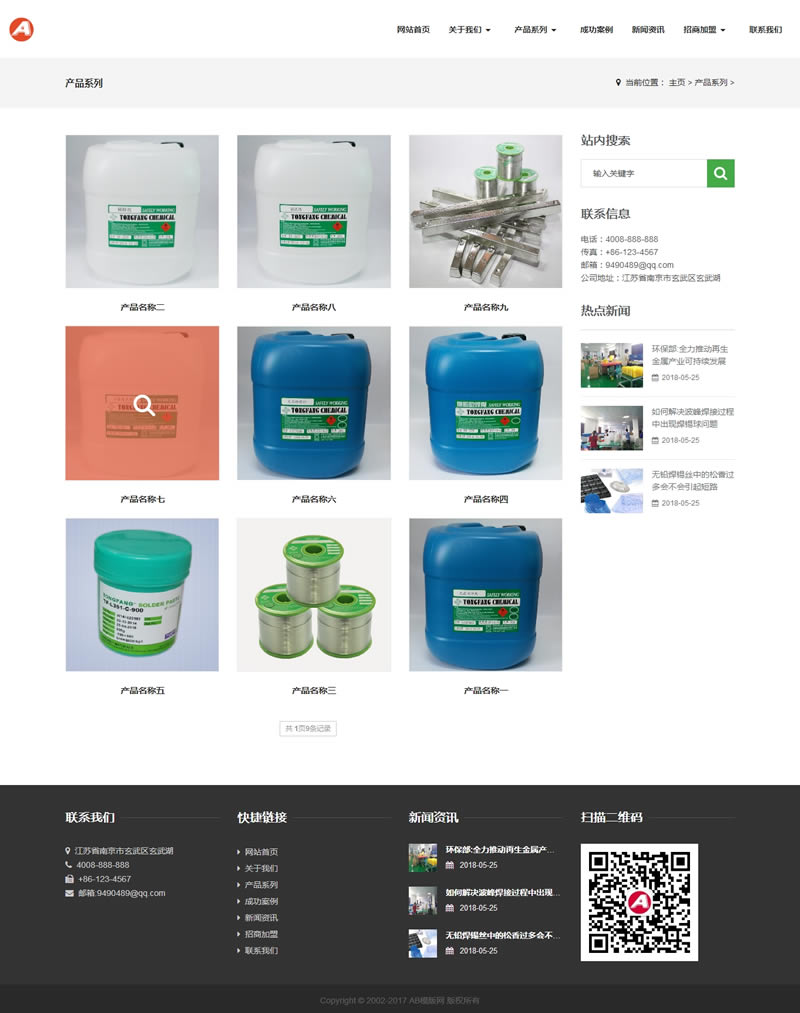 网站首页 关于我们 产品系列 成功案例 新闻资讯 招商加盟 联系我们
产品系列
当前位置： 主页 > 产品系列 >
SAFELY WORKING
TONGFANG CHEMICAL
产品名称二
SAFELY WORKING
TONGFANG CHEMICAL
产品名称八
产品名称九
产品名称七
SAFELY WORKING
TONGFANG CHEMICAL
产品名称六
SAFELY WORKING
TONGFANG CHEMICAL
产品名称四
TONGFANG SOLDER PASTE
产品名称五
产品名称三
SAFELY WORKING
TONGFANG CHEMICAL
产品名称一
共 1页9条记录
站内搜索
输入关键字
联系信息
电话：4008-888-888
传真：+86-123-4567
邮箱：9490489@qq.com
公司地址：江苏省南京市玄武区玄武湖
热点新闻
环保部:全力推动再生
金属产业可持续发展
2018-05-25
如何解决波峰焊接过程
中出现焊锡球问题
2018-05-25
无铅焊锡丝中的松香过
多会不会引起短路
2018-05-25
联系我们
江苏省南京市玄武区玄武湖
4008-888-888
+86-123-4567
邮箱:9490489@qq.com
快捷链接
网站首页
关于我们
产品系列
成功案例
新闻资讯
招商加盟
联系我们
新闻资讯
环保部:全力推动再生金属产...
2018-05-25
如何解决波峰焊接过程中出现...
2018-05-25
无铅焊锡丝中的松香过多会不...
2018-05-25
扫描二维码
Copyright © 2002-2017 AB模版网 版权所有